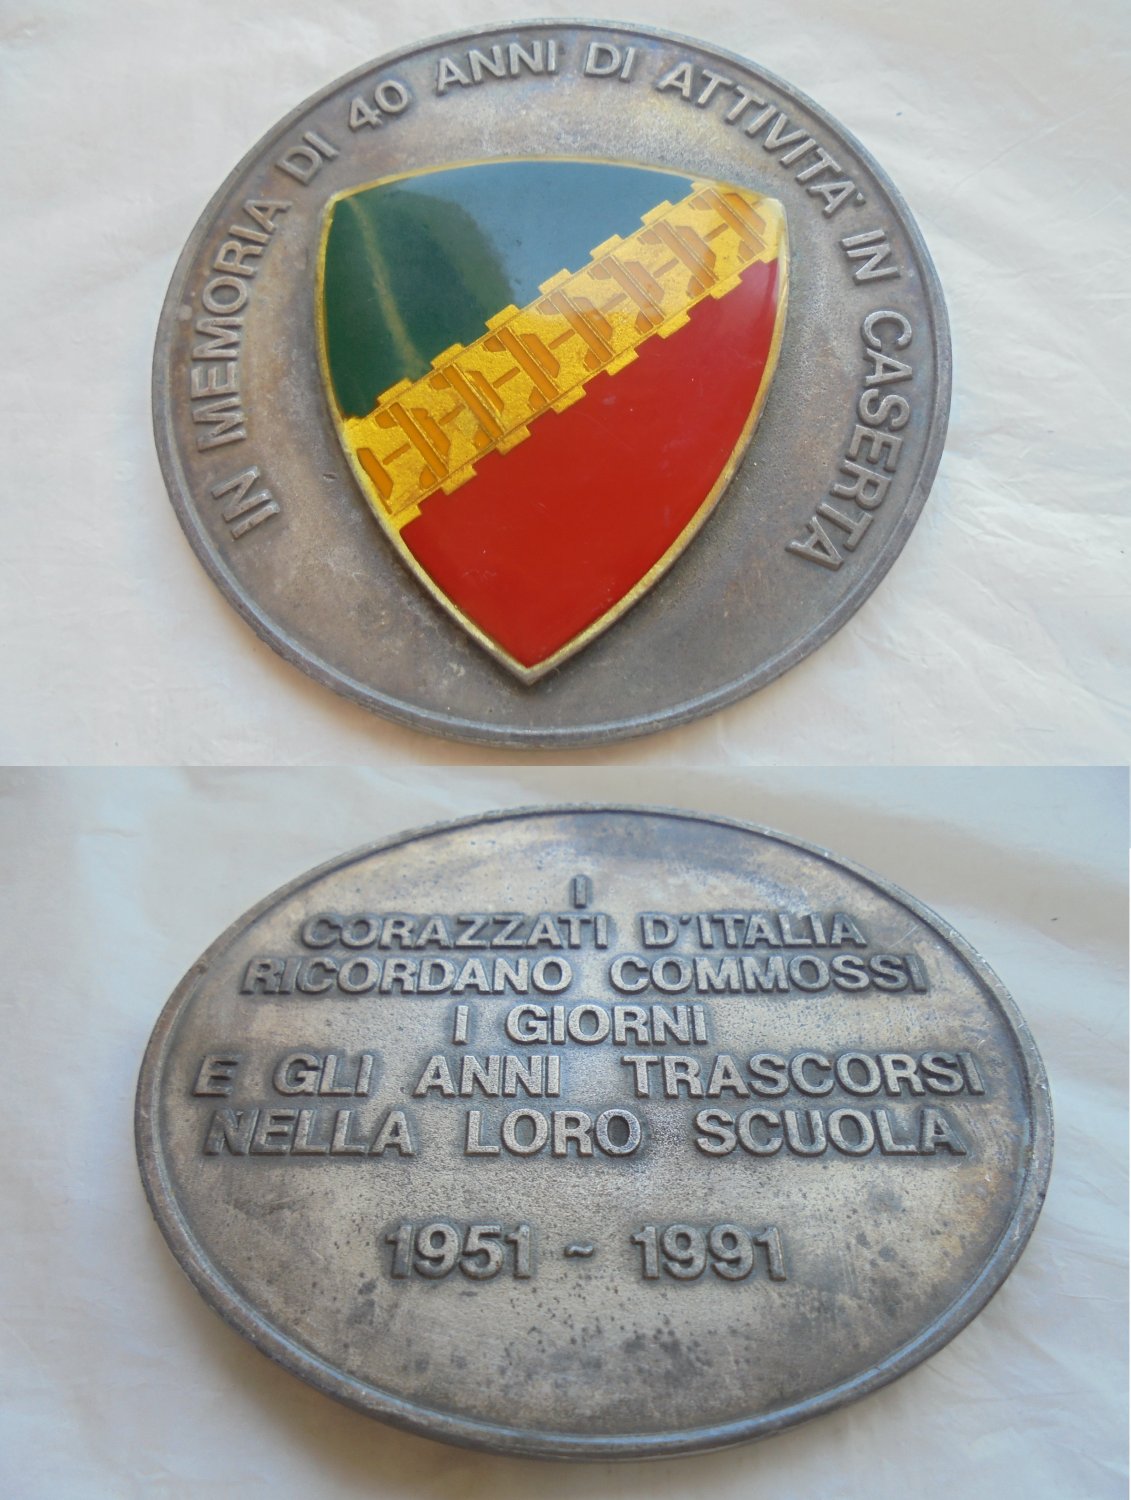 IN MEMORIA DI 40 ANNI DI ATTIVITA' IN CASERTA
I
CORAZZATI D'ITALIA
RICORDANO COMMOSSI
I GIORNI
E GLI ANNI TRASCORSI
NELLA LORO SCUOLA
1951 ~ 1991